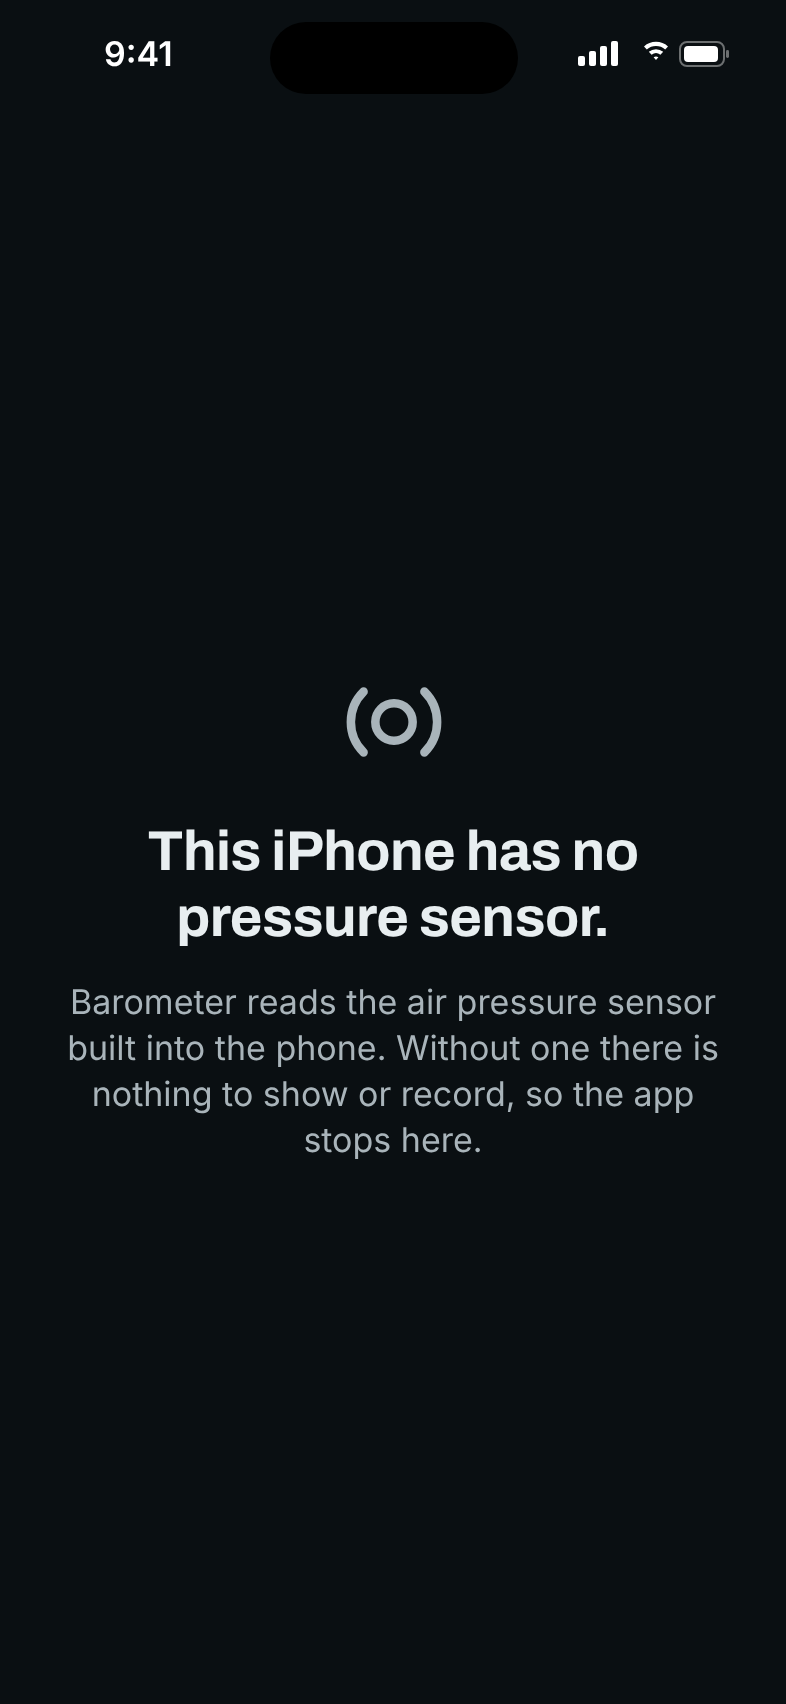 9:41
This iPhone has no
pressure sensor.
Barometer reads the air pressure sensor
built into the phone. Without one there is
nothing to show or record, so the app
stops here.